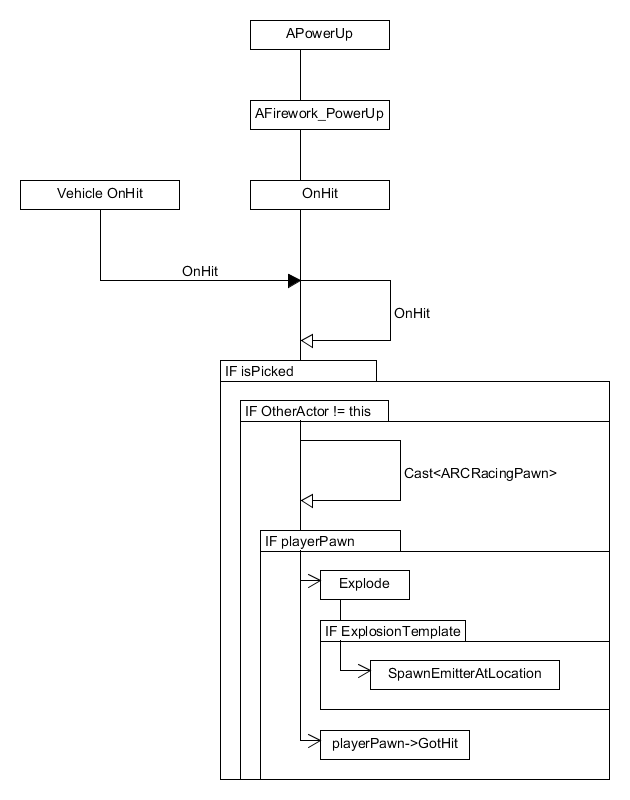 APowerUp
AFirework_PowerUp
Vehicle OnHit
OnHit
OnHit
OnHit
IF isPicked
IF OtherActor != this
Cast<ARCRacingPawn>
IF playerPawn
Explode
IF ExplosionTemplate
SpawnEmitterAtLocation
playerPawn->GotHit